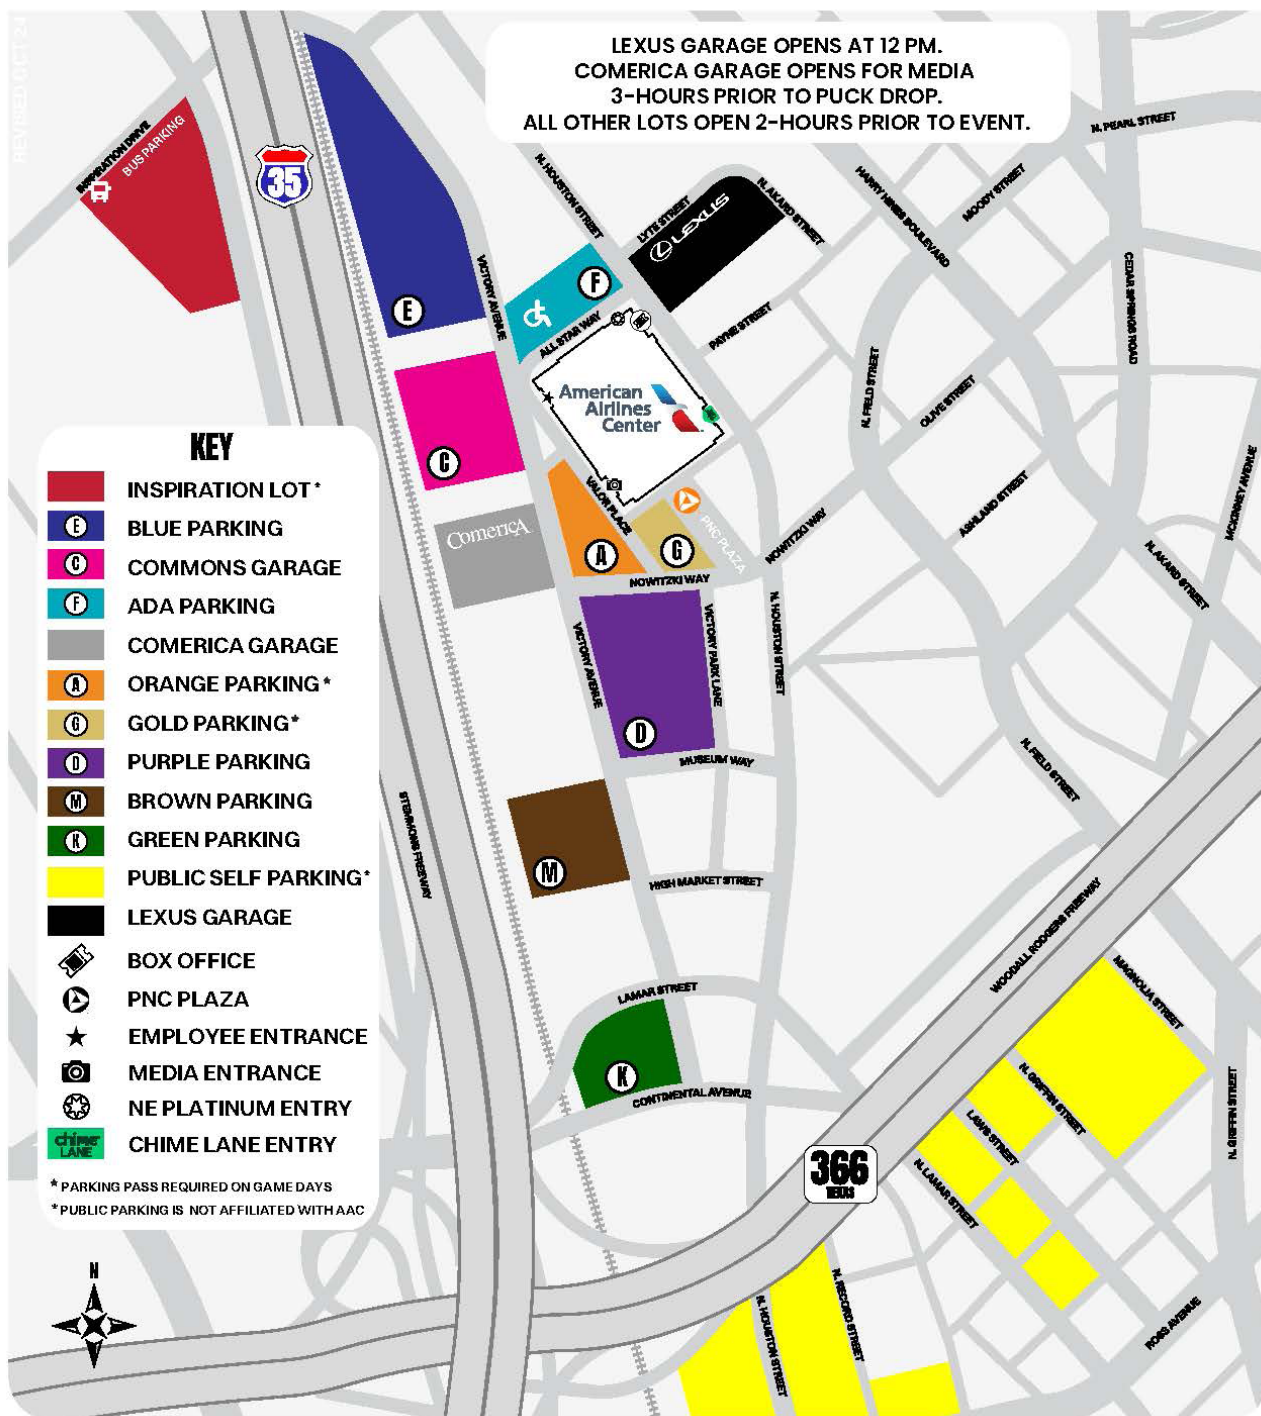 REVISED OCT 24
LEXUS GARAGE OPENS AT 12 PM.
COMERICA GARAGE OPENS FOR MEDIA
3-HOURS PRIOR TO PUCK DROP.
ALL OTHER LOTS OPEN 2-HOURS PRIOR TO EVENT.
INSPIRATION DRIVE
BUS PARKING
35
N. HOUSTON STREET
LYTE STREET
N. AKARD STREET
LEXUS
HARRY HINES BOULEVARD
MOODY STREET
N. PEARL STREET
CEDAR SPRINGS ROAD
VICTORY AVENUE
E
F
ALL STAR WAY
PAYNE STREET
American
Airlines
Center
N. FIELD STREET
OLIVE STREET
C
VALOR PLACE
PNC PLAZA
NOWITZKI WAY
ASHLAND STREET
MCKINNEY AVENUE
N. AKARD STREET
ComericA
A
G
NOWITZKI WAY
VICTORY AVENUE
VICTORY PARK LANE
N. HOUSTON STREET
D
MUSEUM WAY
N. FIELD STREET
STEMMONS FREEWAY
M
HIGH MARKET STREET
WOODALL RODGERS FREEWAY
LAMAR STREET
K
CONTINENTAL AVENUE
MAGNOLIA STREET
N. GRIFFIN STREET
LAWS STREET
N. LAMAR STREET
N. GRIFFIN STREET
366
TEXAS
N. HOUSTON STREET
N. RECORD STREET
ROSS AVENUE
KEY
INSPIRATION LOT *
E BLUE PARKING
C COMMONS GARAGE
F ADA PARKING
COMERICA GARAGE
A ORANGE PARKING *
G GOLD PARKING *
D PURPLE PARKING
M BROWN PARKING
K GREEN PARKING
PUBLIC SELF PARKING *
LEXUS GARAGE
BOX OFFICE
PNC PLAZA
EMPLOYEE ENTRANCE
MEDIA ENTRANCE
NE PLATINUM ENTRY
chime LANE CHIME LANE ENTRY
* PARKING PASS REQUIRED ON GAME DAYS
* PUBLIC PARKING IS NOT AFFILIATED WITH AAC
N